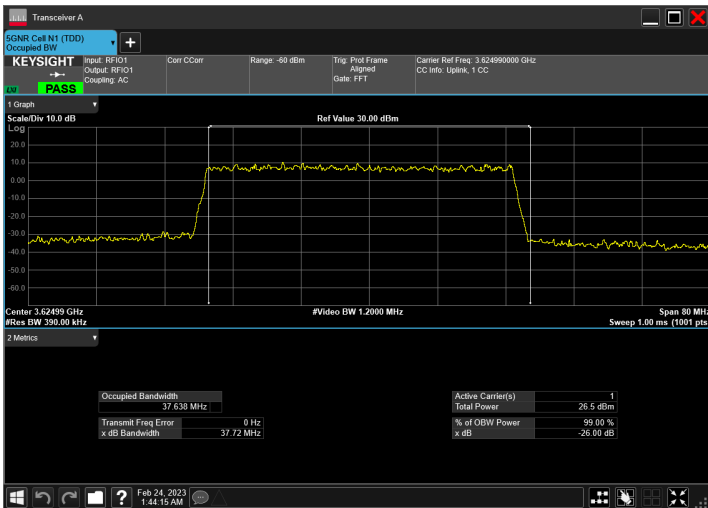 Transceiver A
5GNR Cell N1 (TDD)
Occupied BW
KEYSIGHT
Input: RFIO1
Output: RFIO1
Coupling: AC
Corr CCorr
Range: -60 dBm
Trig: Prot Frame
Aligned
Gate: FFT
Carrier Ref Freq: 3.624990000 GHz
CC Info: Uplink, 1 CC
PASS
1 Graph
Scale/Div 10.0 dB
Ref Value 30.00 dBm
Log
20.0
10.0
0.00
-10.0
-20.0
-30.0
-40.0
-50.0
-60.0
Center 3.62499 GHz
#Video BW 1.2000 MHz
Span 80 MHz
#Res BW 390.00 kHz
Sweep 1.00 ms (1001 pts
2 Metrics
Occupied Bandwidth
37.638 MHz
Transmit Freq Error 0 Hz
x dB Bandwidth 37.72 MHz
Active Carrier(s) 1
Total Power 26.5 dBm
% of OBW Power 99.00 %
x dB -26.00 dB
?
Feb 24, 2023
1:44:15 AM